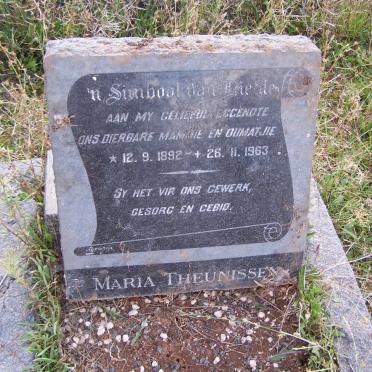 'n Simbool van Liefde
AAN MY GELIEFDE EGGENOTE
ONS DIERBARE MAMMIE EN OUMATJIE
* 12. 9. 1892 + 26. 11. 1963
SY HET VIR ONS GEWERK,
GESORG EN GEBID.
MARIA THEUNISSEN